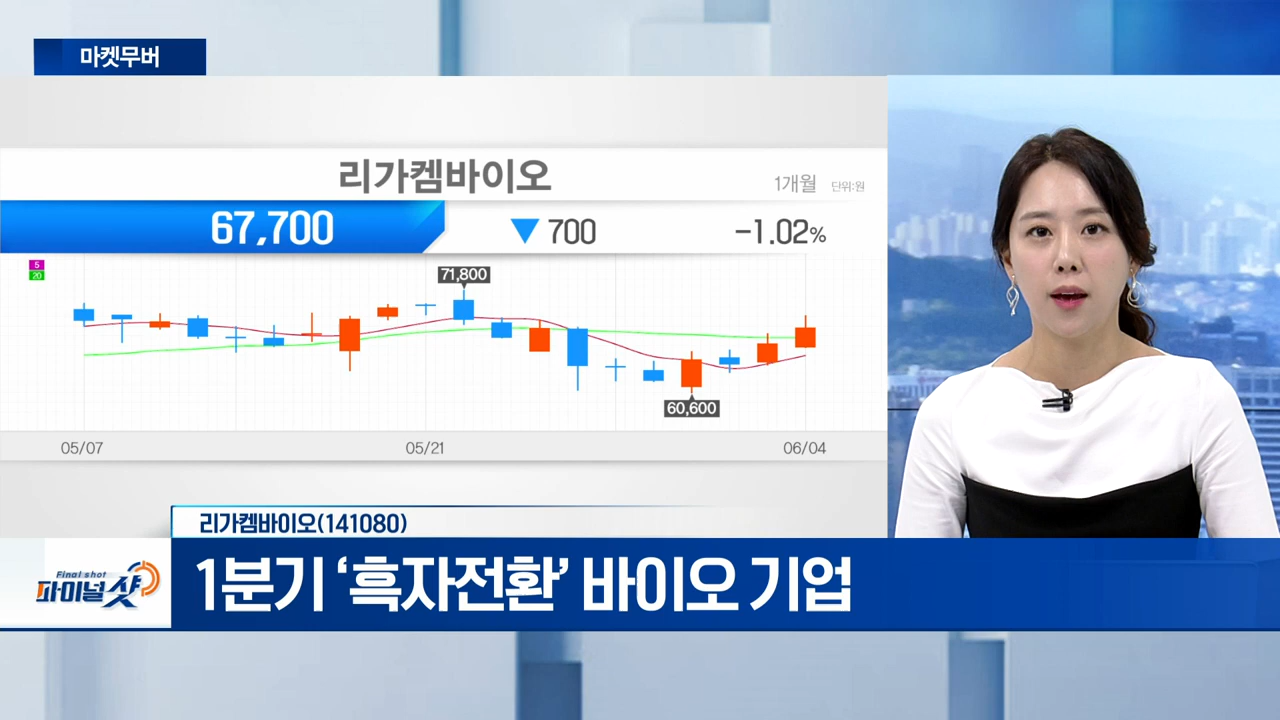 마켓무버
리가켐바이오
1개월 단위:원
67,700 ▼700 -1.02%
5
20
71,800
60,600
05/07 05/21 06/04
리가켐바이오(141080)
Final shot
파이널샷
1분기 ‘흑자전환’ 바이오 기업